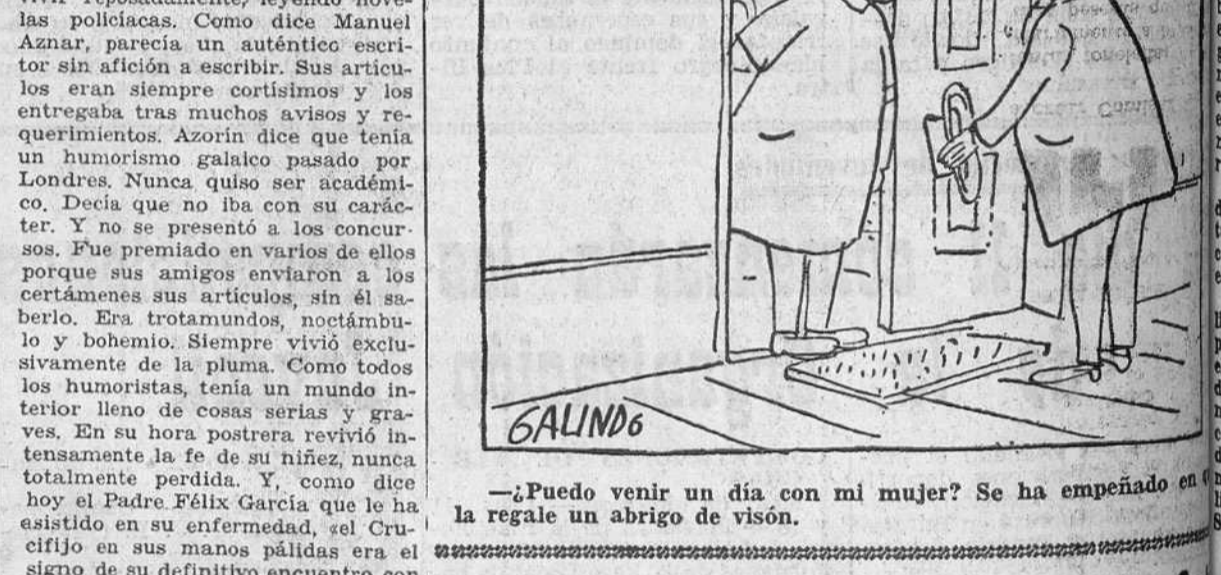 vivir reposadamente, leyendo nove-
las policíacas. Como dice Manuel
Aznar, parecía un auténtico escri-
tor sin afición a escribir. Sus artícu-
los eran siempre cortísimos y los
entregaba tras muchos avisos y re-
querimientos. Azorín dice que tenía
un humorismo galaico pasado por
Londres. Nunca quiso ser académi-
co. Decía que no iba con su carác-
ter. Y no se presentó a los concur-
sos. Fue premiado en varios de ellos
porque sus amigos enviaron a los
certámenes sus artículos, sin él sa-
berlo. Era trotamundos, noctámbu-
lo y bohemio. Siempre vivió exclu-
sivamente de la pluma. Como todos
los humoristas, tenía un mundo in-
terior lleno de cosas serias y gra-
ves. En su hora postrera revivió in-
tensamente la fe de su niñez, nunca
totalmente perdida. Y, como dice
hoy el Padre Félix García que le ha
asistido en su enfermedad, «el Cru-
cifijo en sus manos pálidas era el
signo de su definitivo encuentro con
GALINDO
—¿Puedo venir un día con mi mujer? Se ha empeñado en
la regale un abrigo de visón.